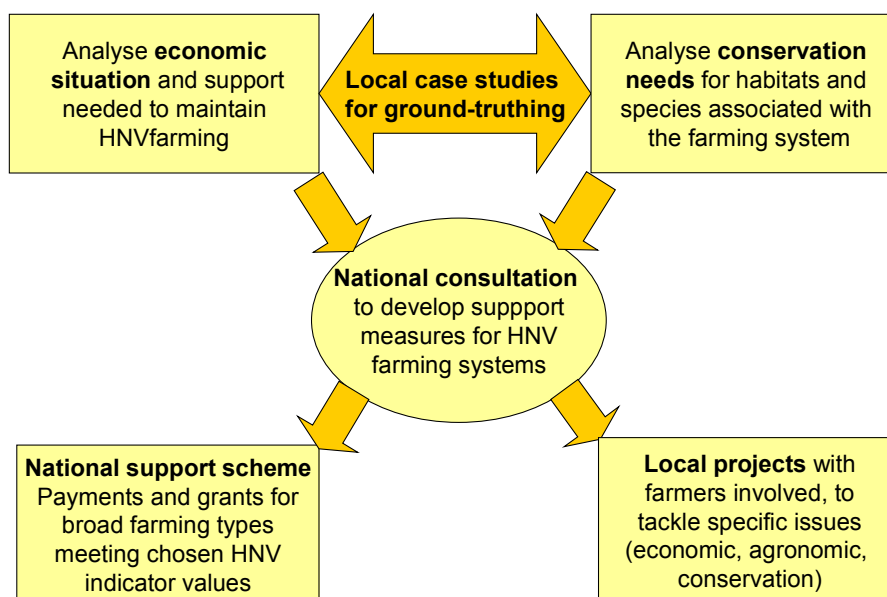 Analyse economic
situation and support
needed to maintain
HNVfarming
Local case studies
for ground-truthing
Analyse conservation
needs for habitats and
species associated with
the farming system
National consultation
to develop suppport
measures for HNV
farming systems
National support scheme
Payments and grants for
broad farming types
meeting chosen HNV
indicator values
Local projects with
farmers involved, to
tackle specific issues
(economic, agronomic,
conservation)